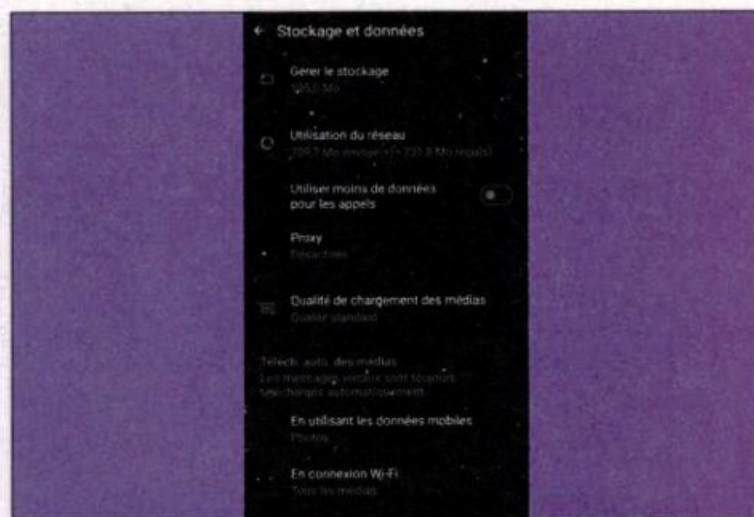 Stockage et données
Gérer le stockage
Utilisation du réseau
Utiliser moins de données
pour les appels
Proxy
Désactivée
Qualité de chargement des médias
Qualité standard
Téléch. auto. des médias
Les messages vocaux sont toujours
téléchargés automatiquement.
En utilisant les données mobiles
Photos
En connexion Wi-Fi
Tous les médias